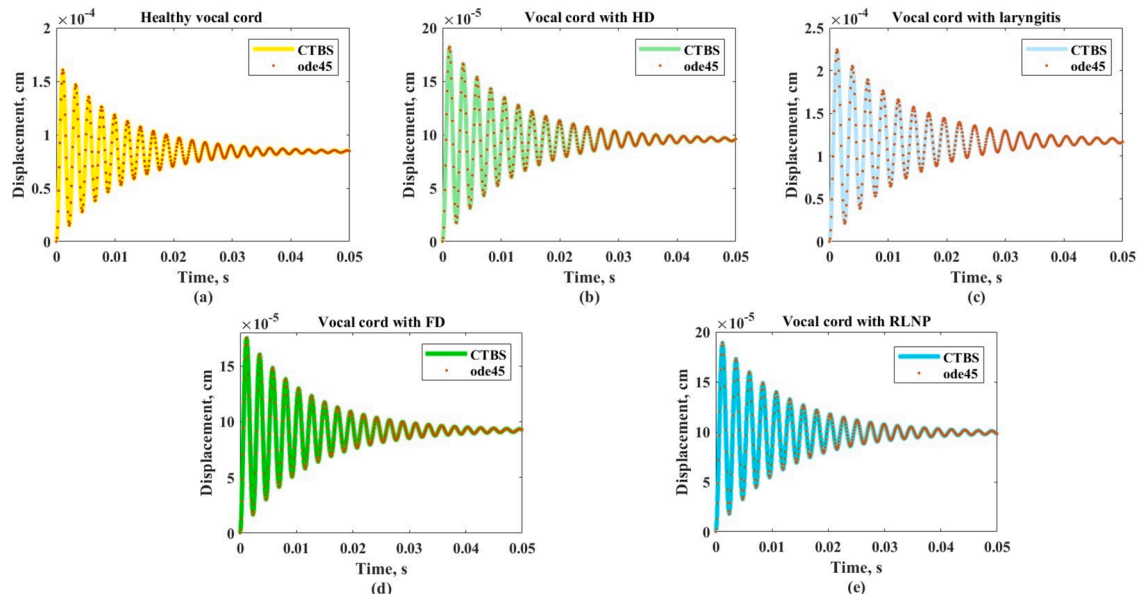 Healthy vocal cord
×10⁻⁴
2
1.5
1
0.5
0
Displacement, cm
CTBS
ode45
0 0.01 0.02 0.03 0.04 0.05
Time, s
(a)
Vocal cord with HD
×10⁻⁵
20
15
10
5
0
Displacement, cm
CTBS
ode45
0 0.01 0.02 0.03 0.04 0.05
Time, s
(b)
Vocal cord with laryngitis
×10⁻⁴
2.5
2
1.5
1
0.5
0
Displacement, cm
CTBS
ode45
0 0.01 0.02 0.03 0.04 0.05
Time, s
(c)
Vocal cord with FD
×10⁻⁵
15
10
5
0
Displacement, cm
CTBS
ode45
0 0.01 0.02 0.03 0.04 0.05
Time, s
(d)
Vocal cord with RLNP
×10⁻⁵
20
15
10
5
0
Displacement, cm
CTBS
ode45
0 0.01 0.02 0.03 0.04 0.05
Time, s
(e)